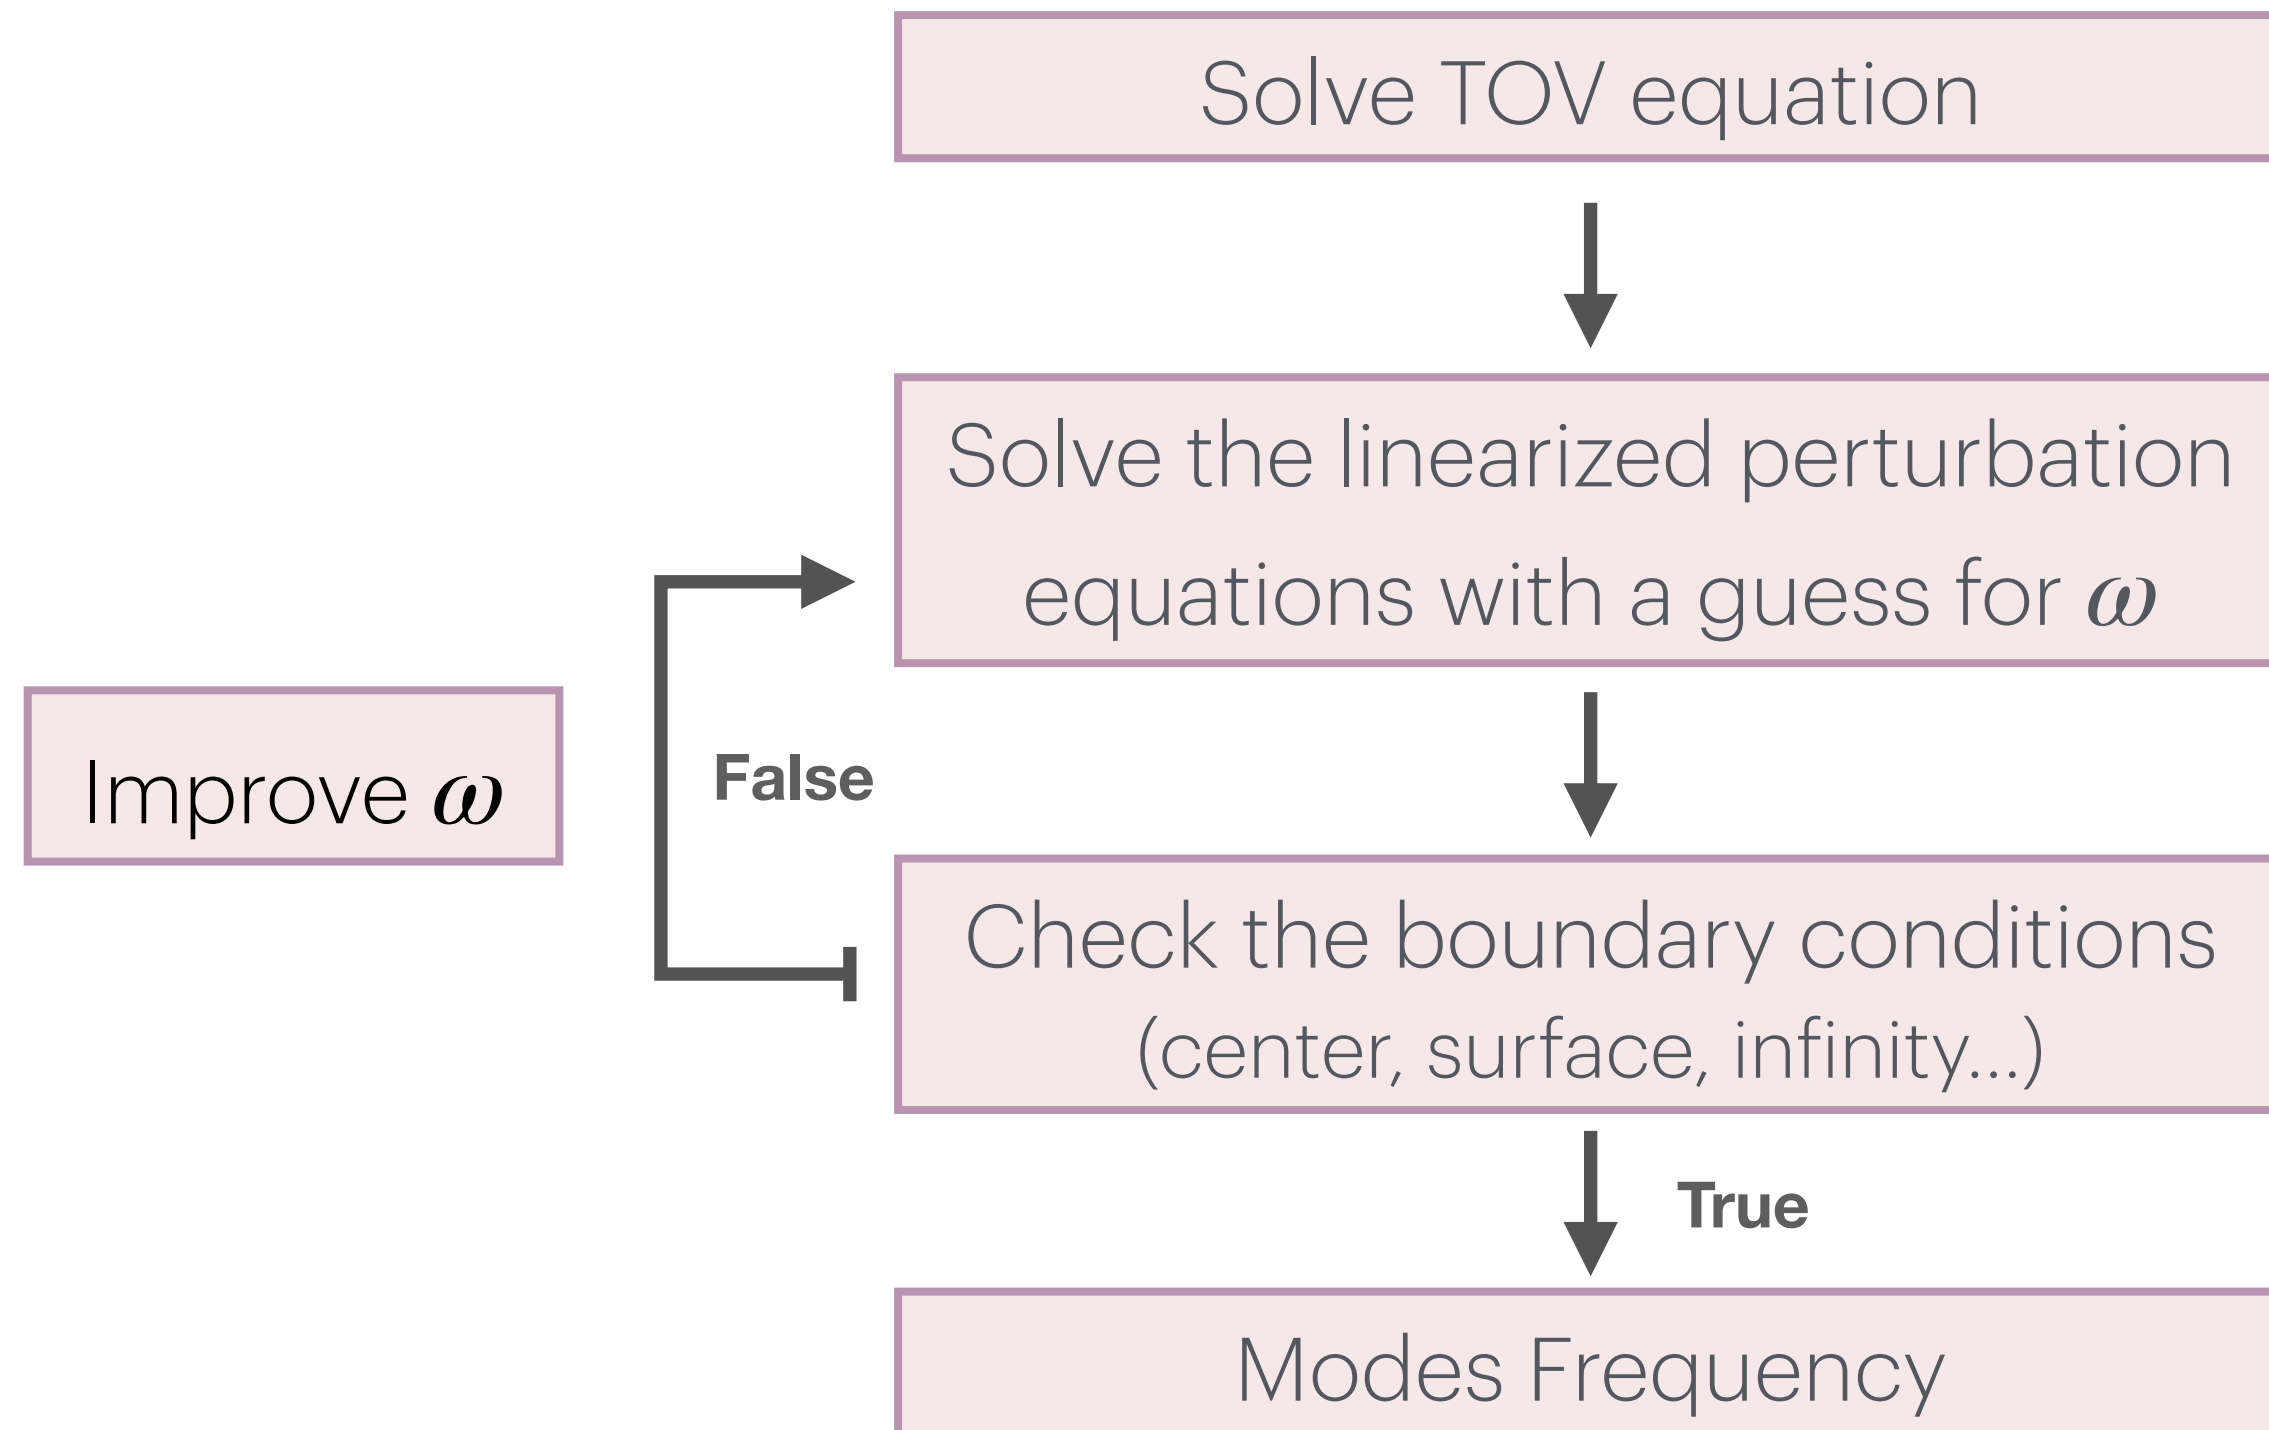 Solve TOV equation
Solve the linearized perturbation
equations with a guess for ω
Improve ω
False
Check the boundary conditions
(center, surface, infinity...)
True
Modes Frequency